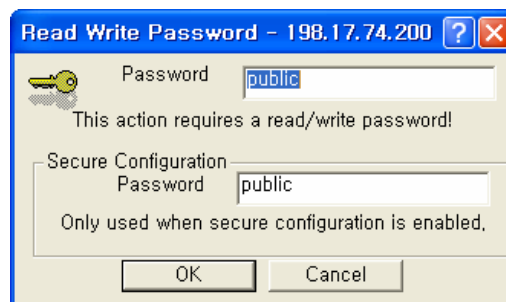 Read Write Password - 198.17.74.200
Password public
This action requires a read/write password!
Secure Configuration
Password public
Only used when secure configuration is enabled,
OK Cancel